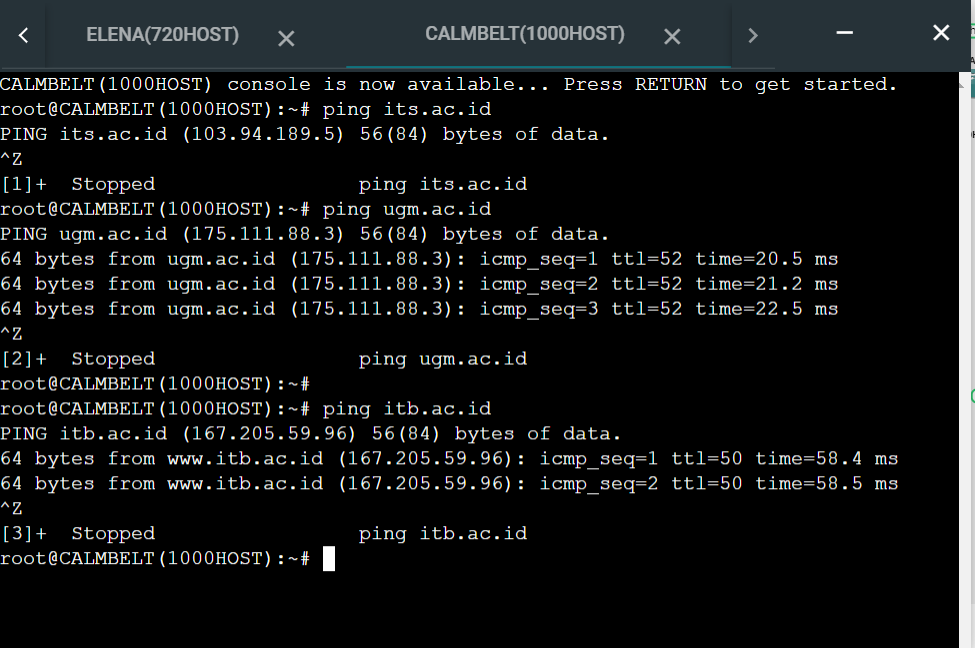 ELENA(720HOST) CALMBELT(1000HOST)
CALMBELT(1000HOST) console is now available... Press RETURN to get started.
root@CALMBELT(1000HOST):~# ping its.ac.id
PING its.ac.id (103.94.189.5) 56(84) bytes of data.
^Z
[1]+  Stopped                 ping its.ac.id
root@CALMBELT(1000HOST):~# ping ugm.ac.id
PING ugm.ac.id (175.111.88.3) 56(84) bytes of data.
64 bytes from ugm.ac.id (175.111.88.3): icmp_seq=1 ttl=52 time=20.5 ms
64 bytes from ugm.ac.id (175.111.88.3): icmp_seq=2 ttl=52 time=21.2 ms
64 bytes from ugm.ac.id (175.111.88.3): icmp_seq=3 ttl=52 time=22.5 ms
^Z
[2]+  Stopped                 ping ugm.ac.id
root@CALMBELT(1000HOST):~#
root@CALMBELT(1000HOST):~# ping itb.ac.id
PING itb.ac.id (167.205.59.96) 56(84) bytes of data.
64 bytes from www.itb.ac.id (167.205.59.96): icmp_seq=1 ttl=50 time=58.4 ms
64 bytes from www.itb.ac.id (167.205.59.96): icmp_seq=2 ttl=50 time=58.5 ms
^Z
[3]+  Stopped                 ping itb.ac.id
root@CALMBELT(1000HOST):~#